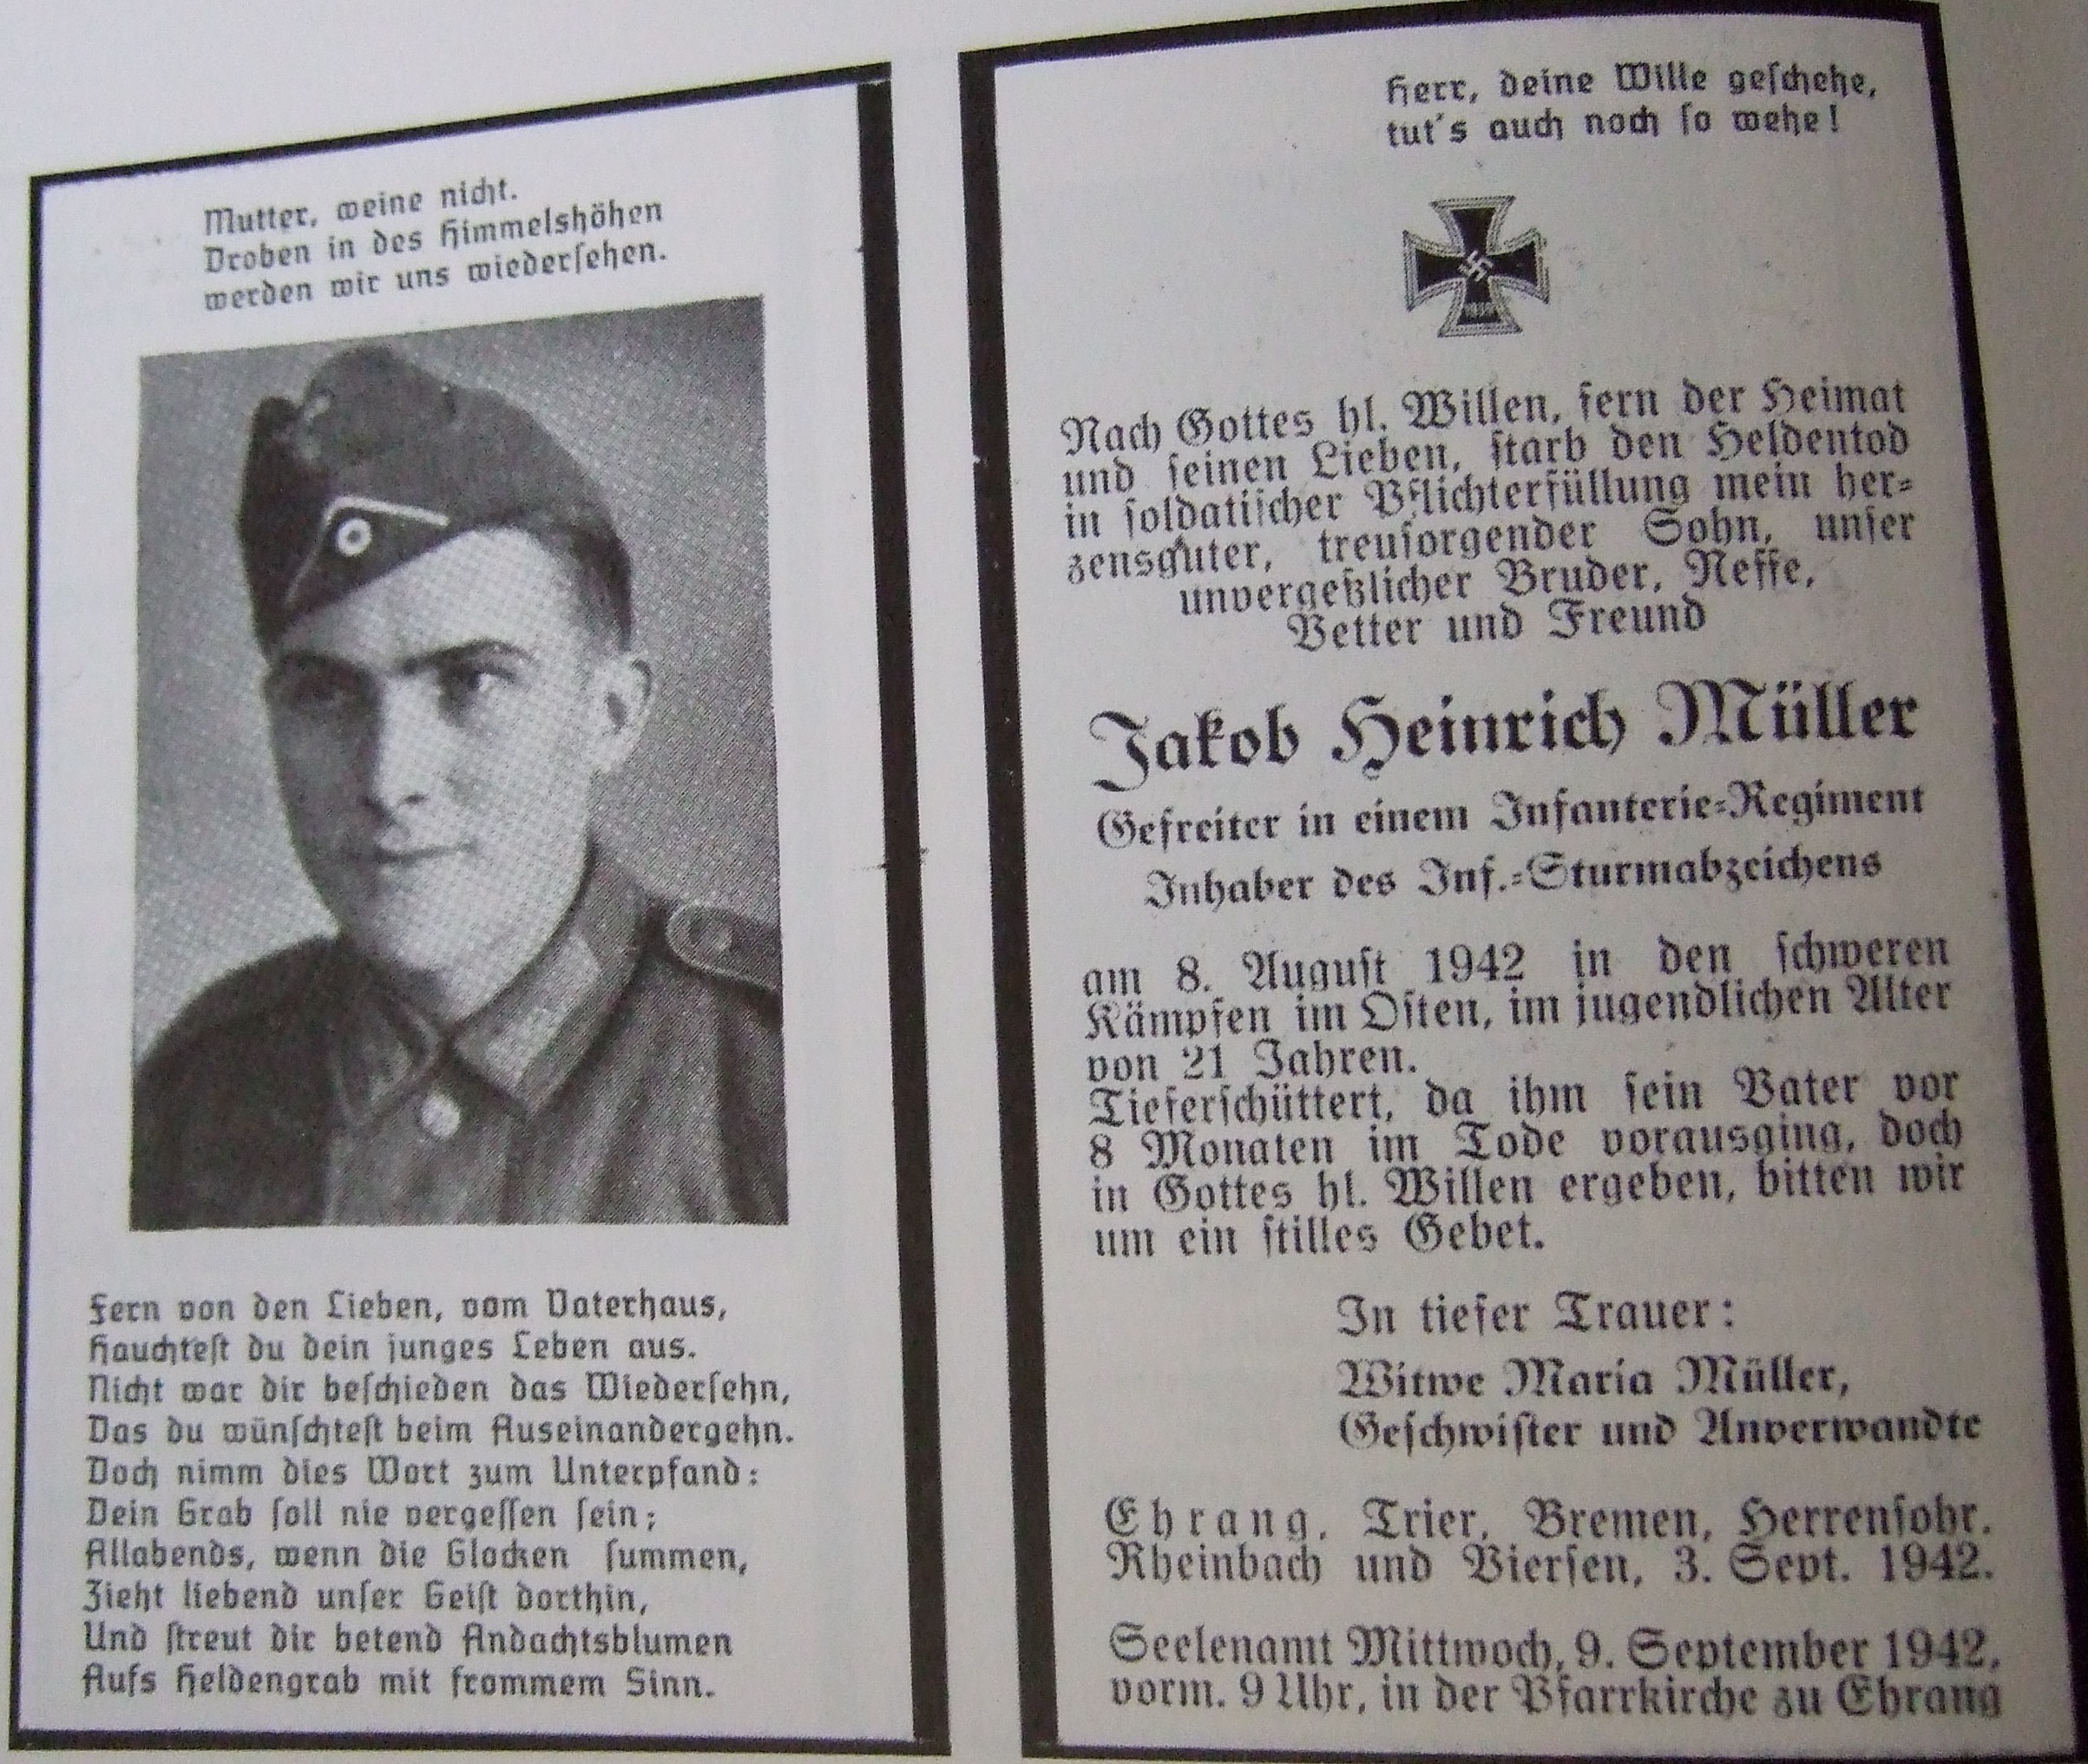 Mutter, weine nicht.
Droben in des Himmelshöhen
werden wir uns wiedersehen.
Fern von den Lieben, vom Vaterhaus,
Hauchtest du dein junges Leben aus.
Nicht war dir beschieden das Wiedersehn,
Das du wünschtest beim Auseinandergehn.
Doch nimm dies Wort zum Unterpfand:
Dein Grab soll nie vergessen sein;
Allabends, wenn die Glocken summen,
Zieht liebend unser Geist dorthin,
Und streut dir betend Andachtsblumen
Aufs Heldengrab mit frommem Sinn.
Herr, deine Wille geschehe,
tut's auch noch so wehe!
1939
Nach Gottes hl. Willen, fern der Heimat
und seinen Lieben, starb den Heldentod
in soldatischer Pflichterfüllung mein her-
zensguter, treusorgender Sohn, unser
unvergeßlicher Bruder, Neffe,
Vetter und Freund
Jakob Heinrich Müller
Gefreiter in einem Infanterie-Regiment
Inhaber des Inf.-Sturmabzeichens
am 8. August 1942 in den schweren
Kämpfen im Osten, im jugendlichen Alter
von 21 Jahren.
Tieferschüttert, da ihm sein Vater vor
8 Monaten im Tode vorausging, doch
in Gottes hl. Willen ergeben, bitten wir
um ein stilles Gebet.
In tiefer Trauer:
Witwe Maria Müller,
Geschwister und Anverwandte
Ehrang, Trier, Bremen, Herrensohr,
Rheinbach und Viersen, 3. Sept. 1942.
Seelenamt Mittwoch, 9. September 1942,
vorm. 9 Uhr, in der Pfarrkirche zu Ehrang